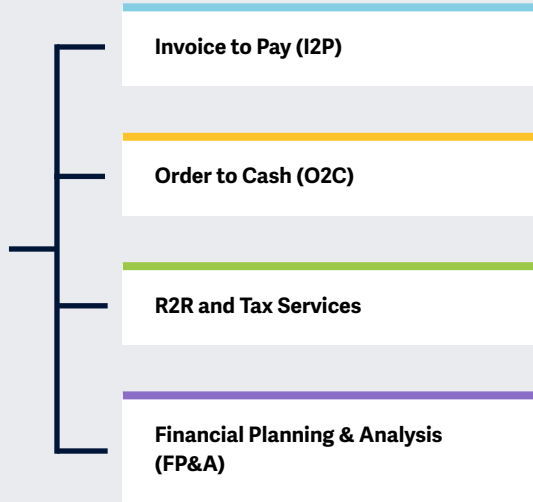 Invoice to Pay (I2P)
Order to Cash (O2C)
R2R and Tax Services
Financial Planning & Analysis
(FP&A)